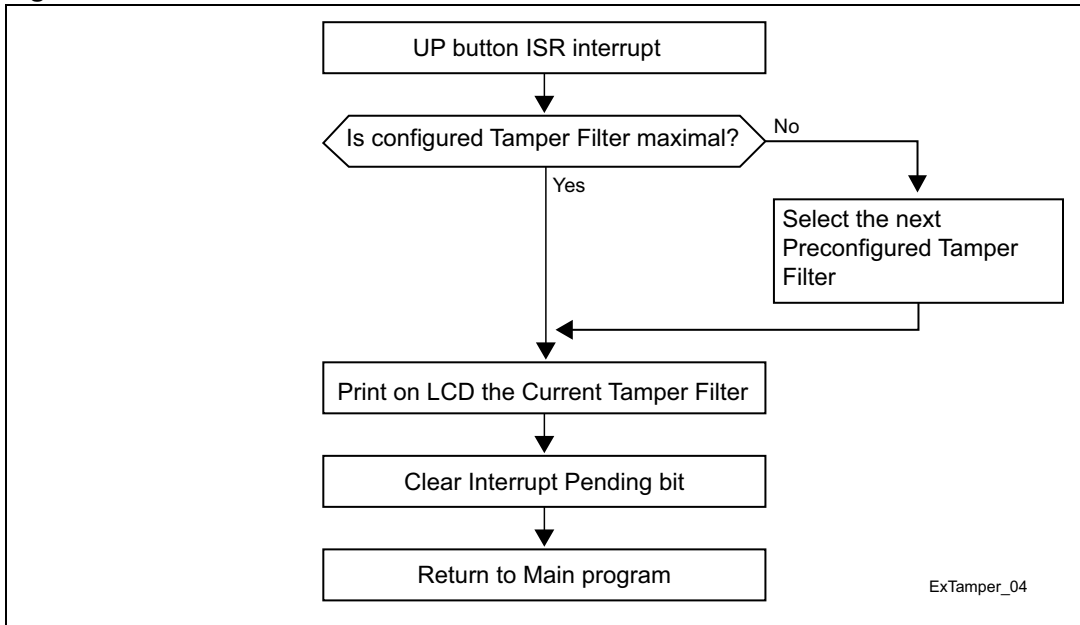 UP button ISR interrupt
Is configured Tamper Filter maximal?
No
Yes
Select the next
Preconfigured Tamper
Filter
Print on LCD the Current Tamper Filter
Clear Interrupt Pending bit
Return to Main program
ExTamper_04